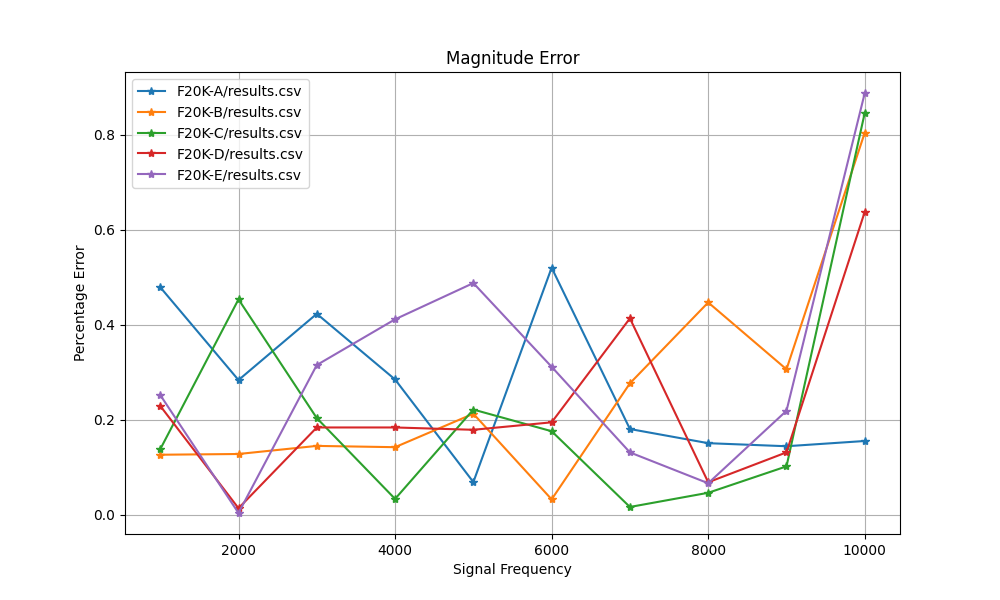 Magnitude Error
F20K-A/results.csv
F20K-B/results.csv
F20K-C/results.csv
F20K-D/results.csv
F20K-E/results.csv
Percentage Error
0.8
0.6
0.4
0.2
0.0
2000 4000 6000 8000 10000
Signal Frequency